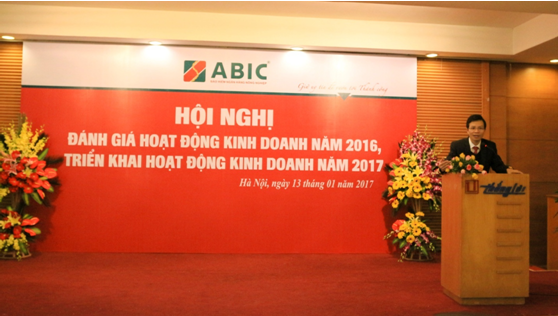 ABIC
HỘI NGHỊ
ĐÁNH GIÁ HOẠT ĐỘNG KINH DOANH NĂM 2016,
TRIỂN KHAI HOẠT ĐỘNG KINH DOANH NĂM 2017
Hà Nội, ngày 13 tháng 01 năm 2017